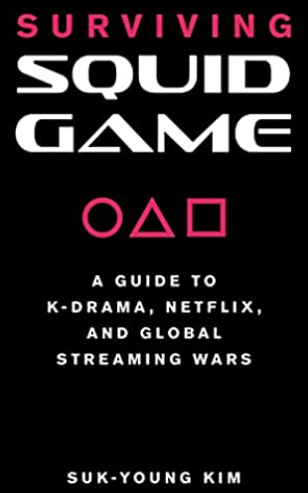 SURVIVING
SQUID
GAME
A GUIDE TO
K-DRAMA, NETFLIX,
AND GLOBAL
STREAMING WARS
SUK-YOUNG KIM